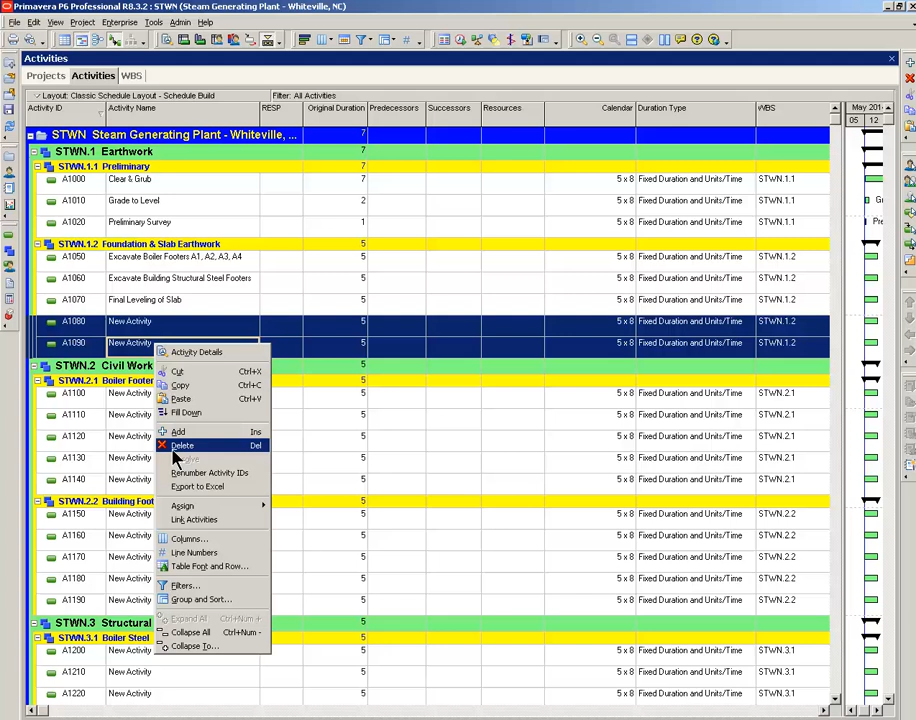 Primavera P6 Professional R8.3.2 : STWN (Steam Generating Plant - Whiteville, NC)
File Edit View Project Enterprise Tools Admin Help
Activities
Projects Activities WBS
Layout: Classic Schedule Layout - Schedule Build Filter: All Activities
Activity ID Activity Name RESP Original Duration Predecessors Successors Resources Calendar Duration Type WBS May 201
05 12
STWN Steam Generating Plant - Whiteville, ... 7
STWN.1 Earthwork 7
STWN.1.1 Preliminary 7
A1000 Clear & Grub 7 5 x 8 Fixed Duration and Units/Time STWN.1.1
A1010 Grade to Level 2 5 x 8 Fixed Duration and Units/Time STWN.1.1
A1020 Preliminary Survey 1 5 x 8 Fixed Duration and Units/Time STWN.1.1 Pre
STWN.1.2 Foundation & Slab Earthwork 5
A1050 Excavate Boiler Footers A1, A2, A3, A4 5 5 x 8 Fixed Duration and Units/Time STWN.1.2
A1060 Excavate Building Structural Steel Footers 5 5 x 8 Fixed Duration and Units/Time STWN.1.2
A1070 Final Leveling of Slab 5 5 x 8 Fixed Duration and Units/Time STWN.1.2
A1080 New Activity 5 5 x 8 Fixed Duration and Units/Time STWN.1.2
A1090 New Activity 5 5 x 8 Fixed Duration and Units/Time STWN.1.2
STWN.2 Civil Work 5
STWN.2.1 Boiler Footer 5
A1100 New Activity 5 5 x 8 Fixed Duration and Units/Time STWN.2.1
A1110 New Activity 5 5 x 8 Fixed Duration and Units/Time STWN.2.1
A1120 New Activity 5 5 x 8 Fixed Duration and Units/Time STWN.2.1
A1130 New Activity 5 5 x 8 Fixed Duration and Units/Time STWN.2.1
A1140 New Activity 5 5 x 8 Fixed Duration and Units/Time STWN.2.1
STWN.2.2 Building Foot 5
A1150 New Activity 5 5 x 8 Fixed Duration and Units/Time STWN.2.2
A1160 New Activity 5 5 x 8 Fixed Duration and Units/Time STWN.2.2
A1170 New Activity 5 5 x 8 Fixed Duration and Units/Time STWN.2.2
A1180 New Activity 5 5 x 8 Fixed Duration and Units/Time STWN.2.2
A1190 New Activity 5 5 x 8 Fixed Duration and Units/Time STWN.2.2
STWN.3 Structural 5
STWN.3.1 Boiler Steel 5
A1200 New Activity 5 5 x 8 Fixed Duration and Units/Time STWN.3.1
A1210 New Activity 5 5 x 8 Fixed Duration and Units/Time STWN.3.1
A1220 New Activity 5 5 x 8 Fixed Duration and Units/Time STWN.3.1
Activity Details
Cut Ctrl+X
Copy Ctrl+C
Paste Ctrl+V
Fill Down
Add Ins
Delete Del
Renumber Activity IDs
Export to Excel
Assign
Link Activities
Columns...
Line Numbers
Table Font and Row...
Filters...
Group and Sort...
Expand All Ctrl+Num +
Collapse All Ctrl+Num -
Collapse To...